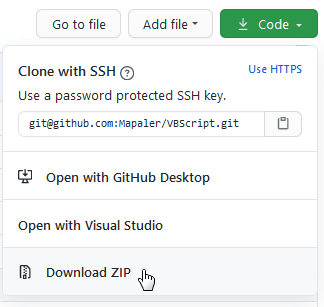 Go to file
Add file
Code
Clone with SSH ?
Use HTTPS
Use a password protected SSH key.
git@github.com:Mapaler/VBScript.git
Open with GitHub Desktop
Open with Visual Studio
Download ZIP